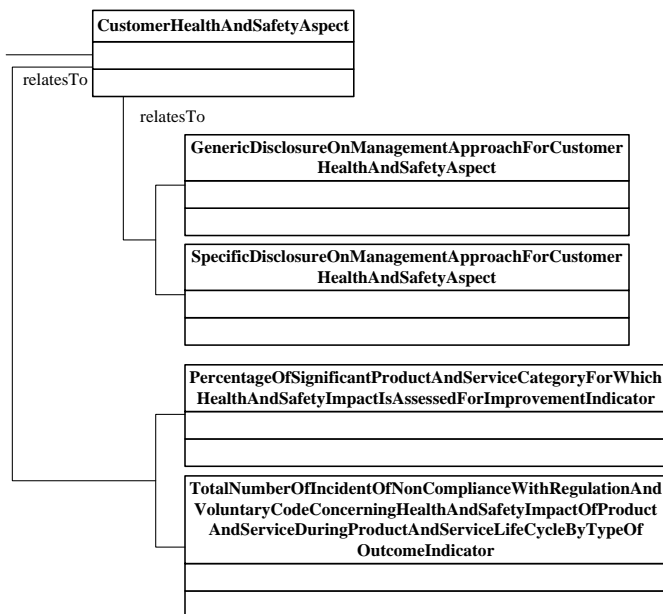 CustomerHealthAndSafetyAspect
relatesTo
relatesTo
GenericDisclosureOnManagementApproachForCustomer
HealthAndSafetyAspect
SpecificDisclosureOnManagementApproachForCustomer
HealthAndSafetyAspect
PercentageOfSignificantProductAndServiceCategoryForWhich
HealthAndSafetyImpactIsAssessedForImprovementIndicator
TotalNumberOfIncidentOfNonComplianceWithRegulationAnd
VoluntaryCodeConcerningHealthAndSafetyImpactOfProduct
AndServiceDuringProductAndServiceLifeCycleByTypeOf
OutcomeIndicator